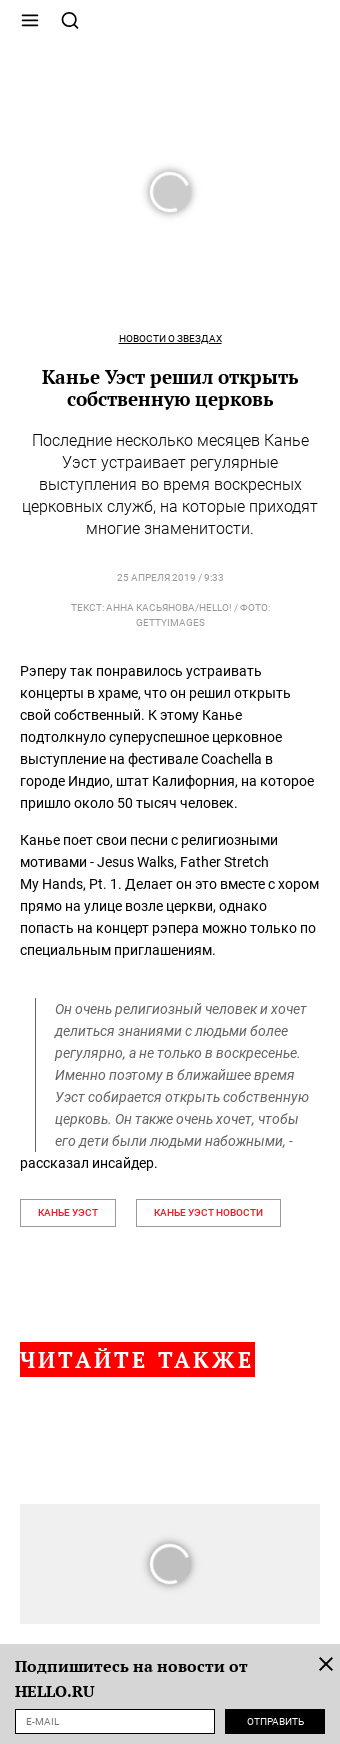 НОВОСТИ О ЗВЕЗДАХ
Канье Уэст решил открыть
собственную церковь
Последние несколько месяцев Канье
Уэст устраивает регулярные
выступления во время воскресных
церковных служб, на которые приходят
многие знаменитости.
25 АПРЕЛЯ 2019 / 9:33
ТЕКСТ: АННА КАСЬЯНОВА/HELLO! / ФОТО:
GETTYIMAGES
Рэперу так понравилось устраивать
концерты в храме, что он решил открыть
свой собственный. К этому Канье
подтолкнуло суперуспешное церковное
выступление на фестивале Coachella в
городе Индио, штат Калифорния, на которое
пришло около 50 тысяч человек.
Канье поет свои песни с религиозными
мотивами - Jesus Walks, Father Stretch
My Hands, Pt. 1. Делает он это вместе с хором
прямо на улице возле церкви, однако
попасть на концерт рэпера можно только по
специальным приглашениям.
Он очень религиозный человек и хочет
делиться знаниями с людьми более
регулярно, а не только в воскресенье.
Именно поэтому в ближайшее время
Уэст собирается открыть собственную
церковь. Он также очень хочет, чтобы
его дети были людьми набожными, -
рассказал инсайдер.
КАНЬЕ УЭСТ КАНЬЕ УЭСТ НОВОСТИ
ЧИТАЙТЕ ТАКЖЕ
Подпишитесь на новости от
HELLO.RU
E-MAIL ОТПРАВИТЬ